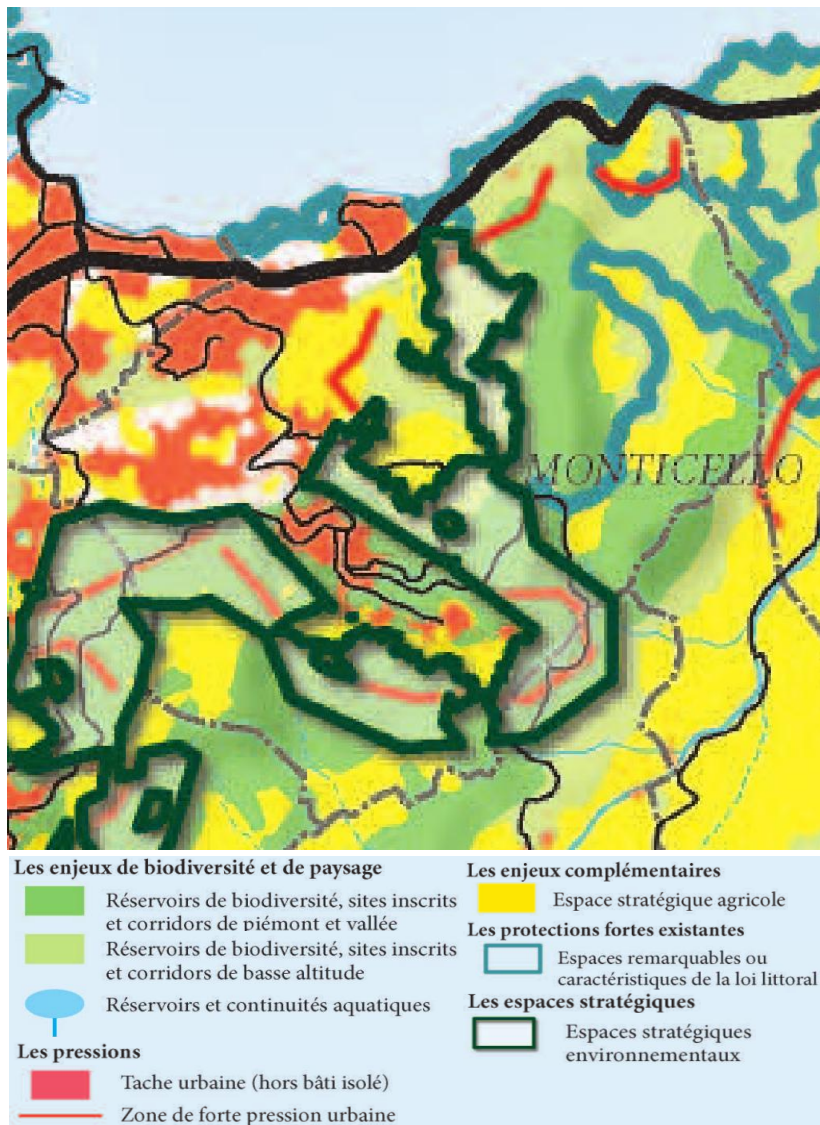 MONTICELLO
Les enjeux de biodiversité et de paysage
Réservoirs de biodiversité, sites inscrits
et corridors de piémont et vallée
Réservoirs de biodiversité, sites inscrits
et corridors de basse altitude
Réservoirs et continuités aquatiques
Les pressions
Tache urbaine (hors bâti isolé)
Zone de forte pression urbaine
Les enjeux complémentaires
Espace stratégique agricole
Les protections fortes existantes
Espaces remarquables ou
caractéristiques de la loi littoral
Les espaces stratégiques
Espaces stratégiques
environnementaux